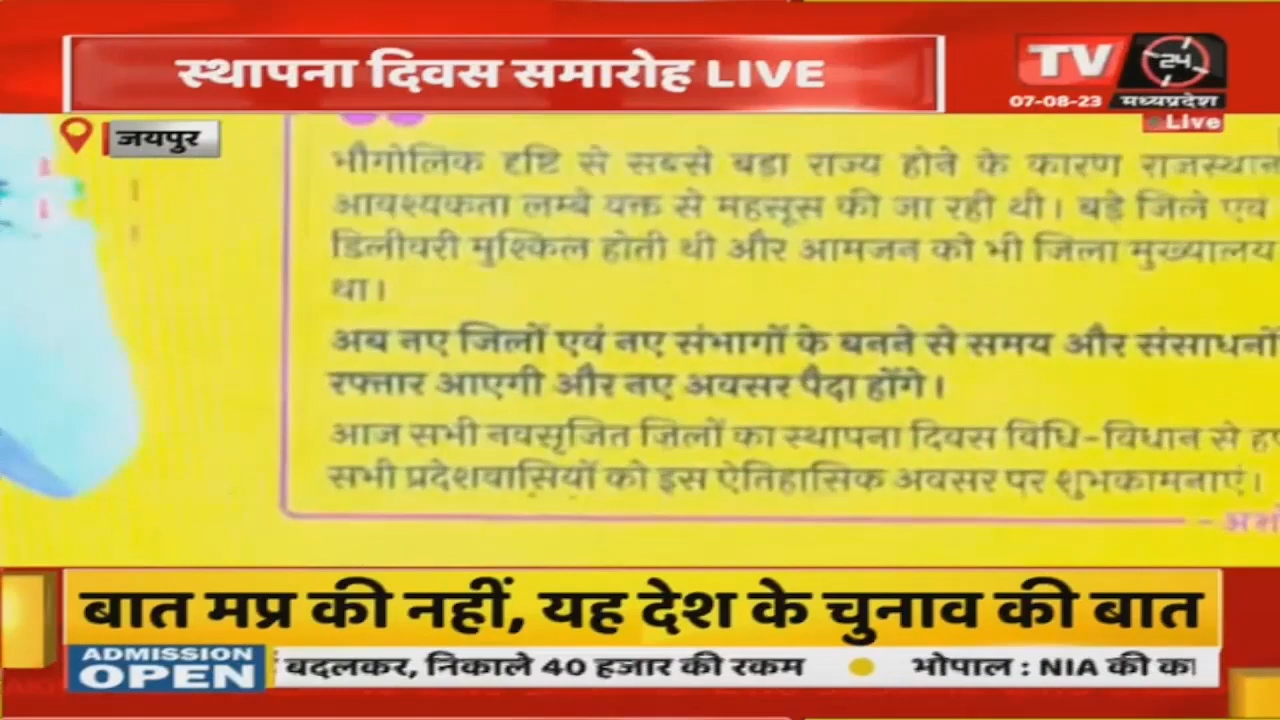 स्थापना दिवस समारोह LIVE
TV 24
07-08-23 मध्यप्रदेश
Live
जयपुर
भौगोलिक दृष्टि से सबसे बड़ा राज्य होने के कारण राजस्थान
आवश्यकता लम्बे वक्त से महसूस की जा रही थी। बड़े जिले एवं
डिलीवरी मुश्किल होती थी और आमजन को भी जिला मुख्यालय
था।
अब नए जिलों एवं नए संभागों के बनने से समय और संसाधनों
रफ्तार आएगी और नए अवसर पैदा होंगे।
आज सभी नवसृजित जिलों का स्थापना दिवस विधि-विधान से
सभी प्रदेशवासियों को इस ऐतिहासिक अवसर पर शुभकामनाएं।
बात मप्र की नहीं, यह देश के चुनाव की बात
ADMISSION
OPEN
बदलकर, निकाले 40 हजार की रकम
भोपाल : NIA की